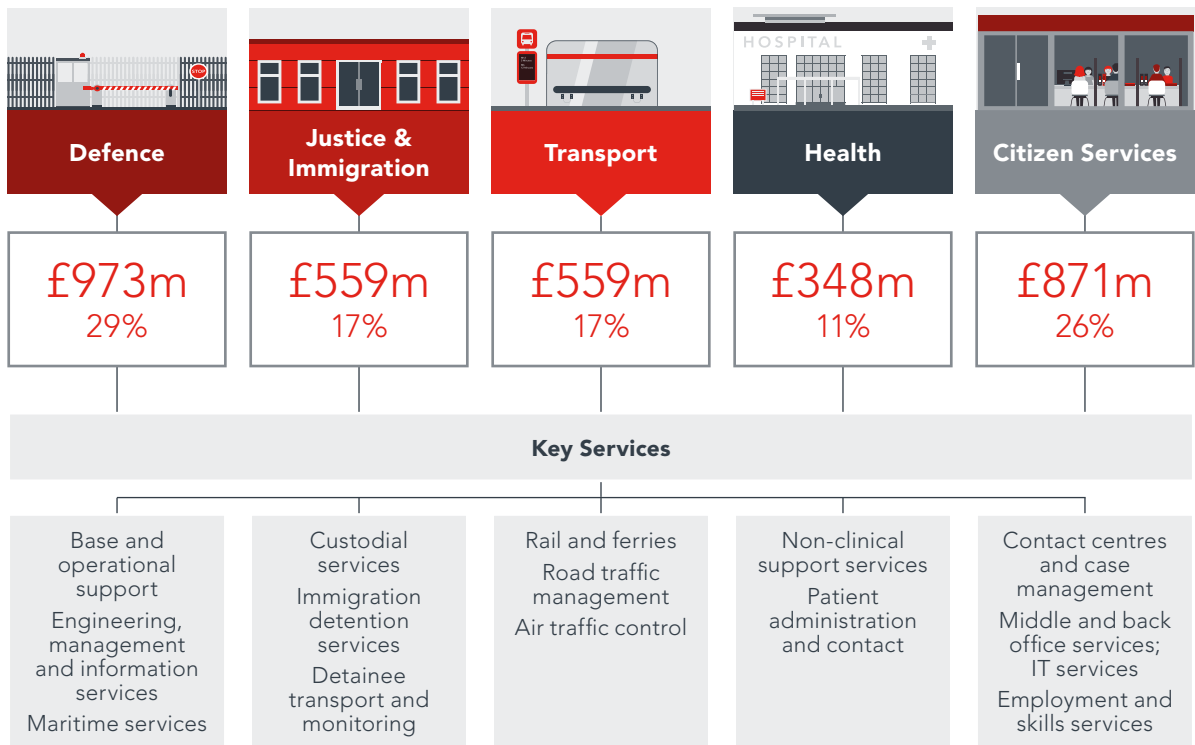 STOP
HOSPITAL
Defence
Justice &
Immigration
Transport
Health
Citizen Services
£973m
29%
£559m
17%
£559m
17%
£348m
11%
£871m
26%
Key Services
Base and
operational
support
Engineering,
management
and information
services
Maritime services
Custodial
services
Immigration
detention
services
Detainee
transport and
monitoring
Rail and ferries
Road traffic
management
Air traffic control
Non-clinical
support services
Patient
administration
and contact
Contact centres
and case
management
Middle and back
office services;
IT services
Employment and
skills services